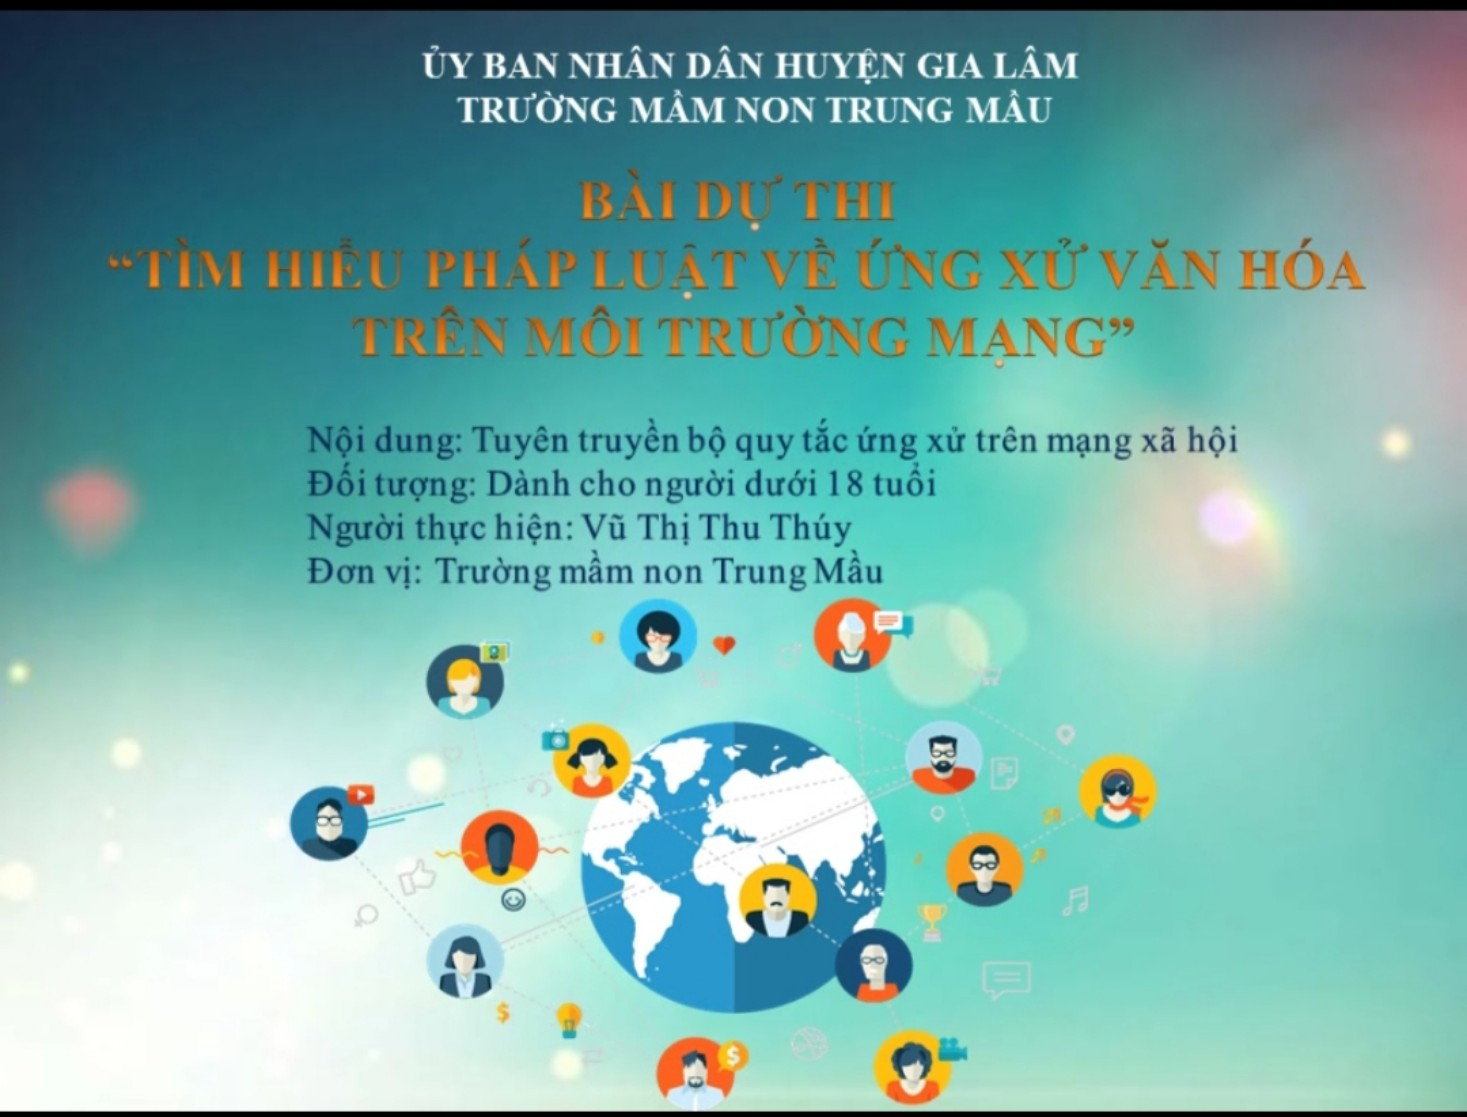 ỦY BAN NHÂN DÂN HUYỆN GIA LÂM
TRƯỜNG MẦM NON TRUNG MẦU
BÀI DỰ THI
“TÌM HIỂU PHÁP LUẬT VỀ ỨNG XỬ VĂN HÓA
TRÊN MÔI TRƯỜNG MẠNG”
Nội dung: Tuyên truyền bộ quy tắc ứng xử trên mạng xã hội
Đối tượng: Dành cho người dưới 18 tuổi
Người thực hiện: Vũ Thị Thu Thúy
Đơn vị: Trường mầm non Trung Mầu